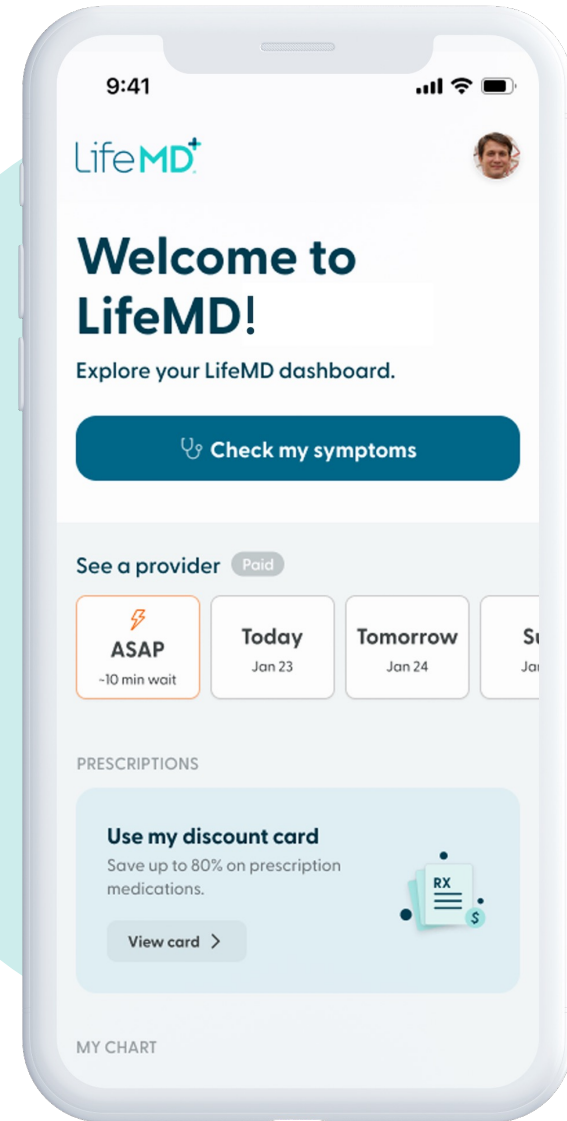 9:41
LifeMD+
Welcome to
LifeMD!
Explore your LifeMD dashboard.
Check my symptoms
See a provider Paid
ASAP
~10 min wait
Today
Jan 23
Tomorrow
Jan 24
PRESCRIPTIONS
Use my discount card
Save up to 80% on prescription
medications.
View card
RX
$
MY CHART